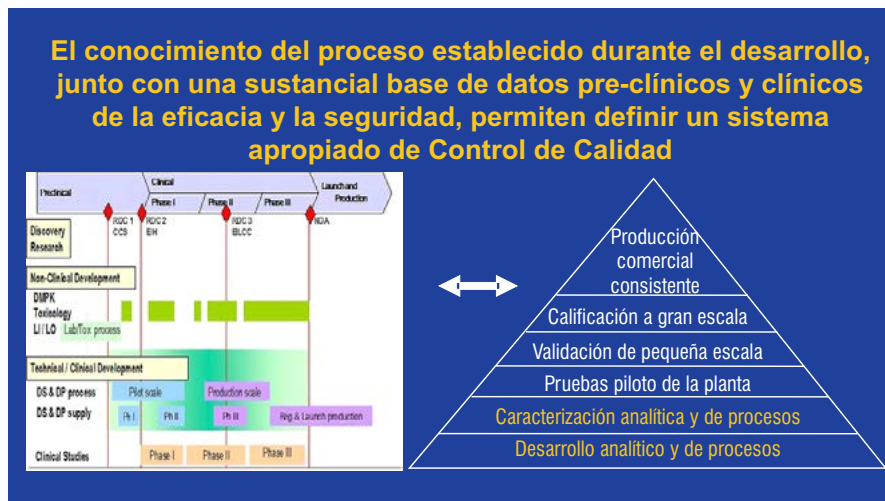 El conocimiento del proceso establecido durante el desarrollo,
junto con una sustancial base de datos pre-clínicos y clínicos
de la eficacia y la seguridad, permiten definir un sistema
apropiado de Control de Calidad
Preclinical
Clinical
Launch and
Production
Phase I
Phase II
Phase III
RDC 1
CCS
RDC 2
EIH
RDC 3
BLCC
NDA
Discovery
Research
Non-Clinical Development
DMPK
Toxicology
LI / LO
Lab/Tox process
Technical / Clinical Development
DS & DP process
Pilot scale
Production scale
DS & DP supply
Ph I
Ph II
Ph III
Reg & Launch production
Clinical Studies
Phase I
Phase II
Phase III
Producción
comercial
consistente
Calificación a gran escala
Validación de pequeña escala
Pruebas piloto de la planta
Caracterización analítica y de procesos
Desarrollo analítico y de procesos